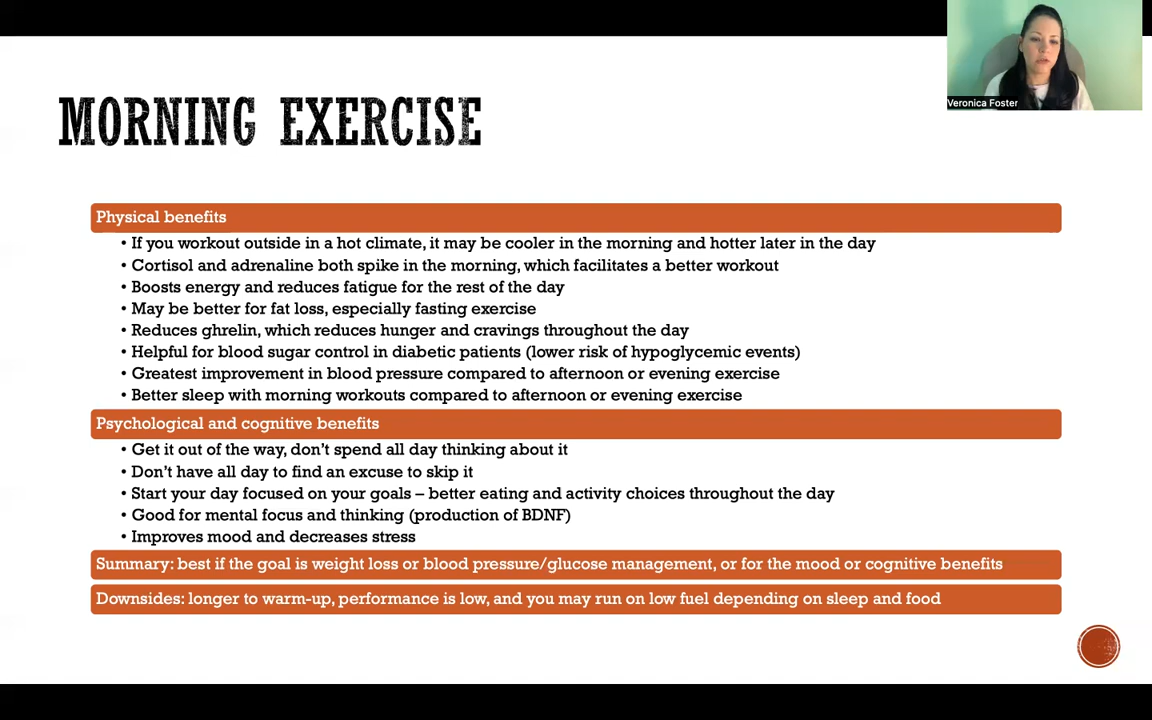 Veronica Foster
MORNING EXERCISE
Physical benefits
• If you workout outside in a hot climate, it may be cooler in the morning and hotter later in the day
• Cortisol and adrenaline both spike in the morning, which facilitates a better workout
• Boosts energy and reduces fatigue for the rest of the day
• May be better for fat loss, especially fasting exercise
• Reduces ghrelin, which reduces hunger and cravings throughout the day
• Helpful for blood sugar control in diabetic patients (lower risk of hypoglycemic events)
• Greatest improvement in blood pressure compared to afternoon or evening exercise
• Better sleep with morning workouts compared to afternoon or evening exercise
Psychological and cognitive benefits
• Get it out of the way, don't spend all day thinking about it
• Don't have all day to find an excuse to skip it
• Start your day focused on your goals – better eating and activity choices throughout the day
• Good for mental focus and thinking (production of BDNF)
• Improves mood and decreases stress
Summary: best if the goal is weight loss or blood pressure/glucose management, or for the mood or cognitive benefits
Downsides: longer to warm-up, performance is low, and you may run on low fuel depending on sleep and food